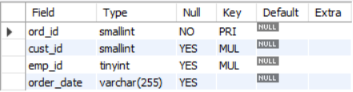 Field Type Null Key Default Extra
ord_id smallint NO PRI NULL
cust_id smallint YES MUL NULL
emp_id tinyint YES MUL NULL
order_date varchar(255) YES NULL